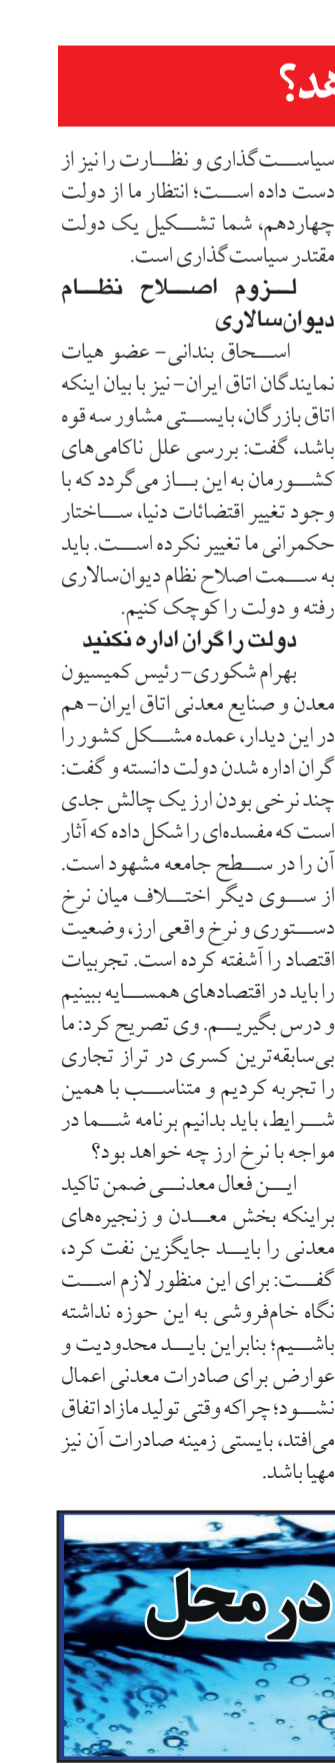 هد؟
سیاست‌گذاری و نظارت را نیز از
دست داده است؛ انتظار ما از دولت
چهاردهم، شما تشکیل یک دولت
مقتدر سیاست‌گذاری است.
لزوم اصلاح نظام
دیوان‌سالاری
اسحاق بندانی- عضو هیات
نمایندگان اتاق ایران- نیز با بیان اینکه
اتاق بازرگان، بایستی مشاور سه قوه
باشد، گفت: بررسی علل ناکامی‌های
کشورمان به این باز می‌گردد که با
وجود تغییر اقتضائات دنیا، ساختار
حکمرانی ما تغییر نکرده است. باید
به سمت اصلاح نظام دیوان‌سالاری
رفته و دولت را کوچک کنیم.
دولت را گران اداره نکنید
بهرام شکوری-رئیس کمیسیون
معدن و صنایع معدنی اتاق ایران- هم
در این دیدار، عمده مشکل کشور را
گران اداره شدن دولت دانسته و گفت:
چند نرخی بودن ارز یک چالش جدی
است که مفسده‌ای را شکل داده که آثار
آن را در سطح جامعه مشهود است.
از سوی دیگر اختلاف میان نرخ
دستوری و نرخ واقعی ارز، وضعیت
اقتصاد را آشفته کرده است. تجربیات
را باید در اقتصادهای همسایه ببینیم
و درس بگیریم. وی تصریح کرد: ما
بی‌سابقه‌ترین کسری در تراز تجاری
را تجربه کردیم و متناسب با همین
شرایط، باید بدانیم برنامه شما در
مواجه با نرخ ارز چه خواهد بود؟
این فعال معدنی ضمن تاکید
براینکه بخش معدن و زنجیره‌های
معدنی را باید جایگزین نفت کرد،
گفت: برای این منظور لازم است
نگاه خام‌فروشی به این حوزه نداشته
باشیم؛ بنابراین باید محدودیت و
عوارض برای صادرات معدنی اعمال
نشود؛ چراکه وقتی تولید مازاد اتفاق
می‌افتد، بایستی زمینه صادرات آن نیز
مهیا باشد.
در محل